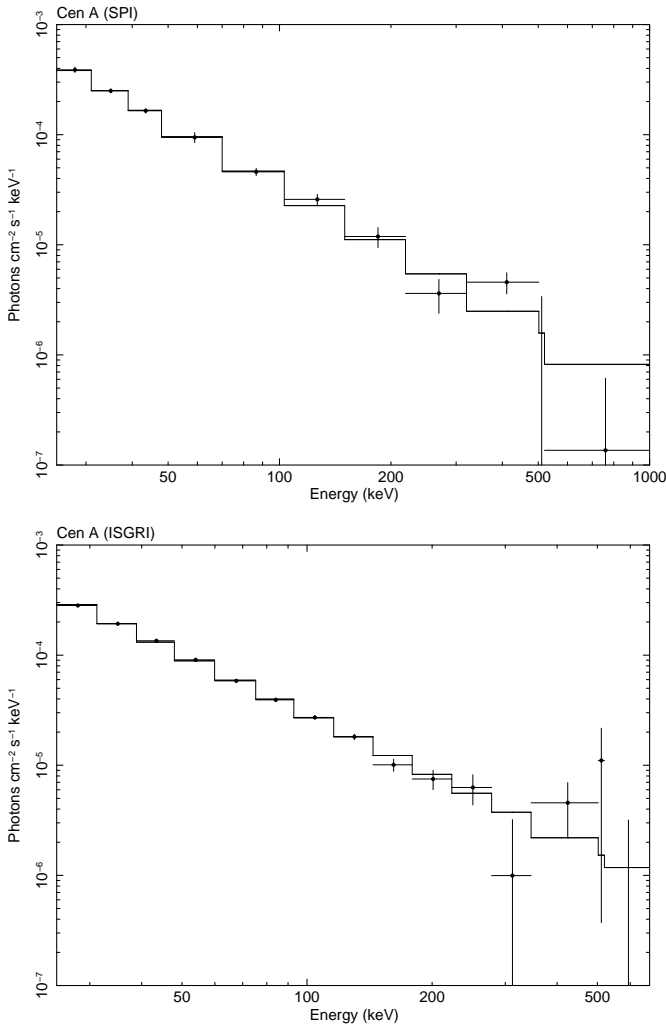 Cen A (SPI)
10⁻³
10⁻⁴
10⁻⁵
10⁻⁶
10⁻⁷
Photons cm⁻² s⁻¹ keV⁻¹
50 100 200 500 1000
Energy (keV)
Cen A (ISGRI)
10⁻³
10⁻⁴
10⁻⁵
10⁻⁶
10⁻⁷
Photons cm⁻² s⁻¹ keV⁻¹
50 100 200 500
Energy (keV)